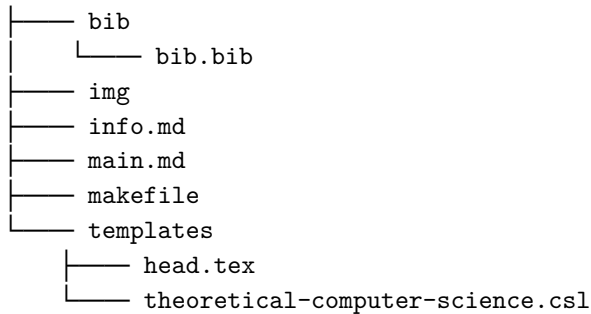 bib
bib.bib
img
info.md
main.md
makefile
templates
head.tex
theoretical-computer-science.csl